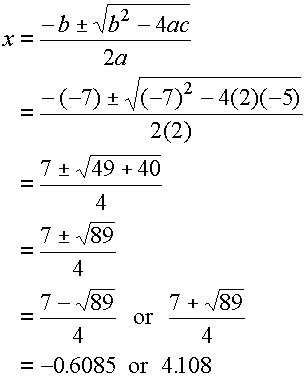 x = (-b ± √(b² - 4ac)) / 2a
= (-(-7) ± √((-7)² - 4(2)(-5))) / 2(2)
= (7 ± √(49 + 40)) / 4
= (7 ± √89) / 4
= (7 - √89) / 4 or (7 + √89) / 4
= -0.6085 or 4.108